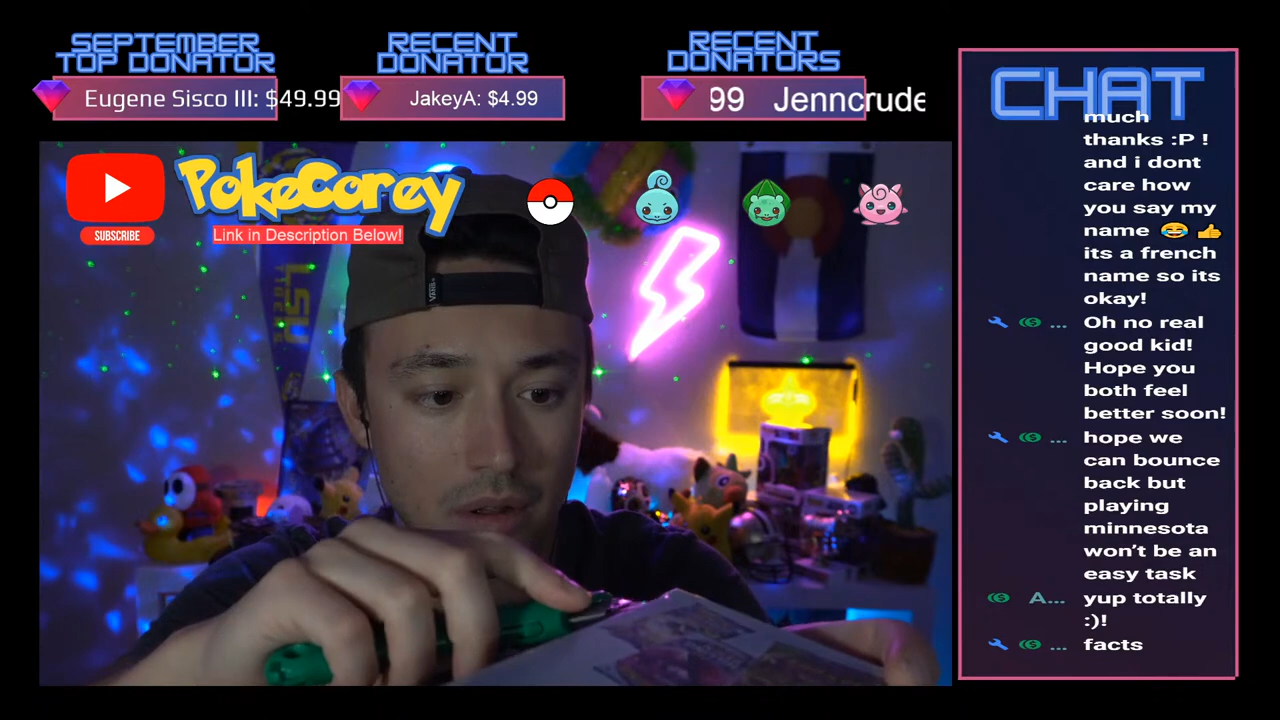 SEPTEMBER
TOP DONATOR
Eugene Sisco III: $49.99
RECENT
DONATOR
JakeyA: $4.99
RECENT
DONATORS
99 Jenncrude
SUBSCRIBE
PokeCorey
Link in Description Below!
VANS
LSU
CHAT
much
thanks :P !
and i dont
care how
you say my
name 😂 👍
its a french
name so its
okay!
... Oh no real
good kid!
Hope you
both feel
better soon!
... hope we
can bounce
back but
playing
minnesota
won't be an
easy task
A... yup totally
:)!
... facts